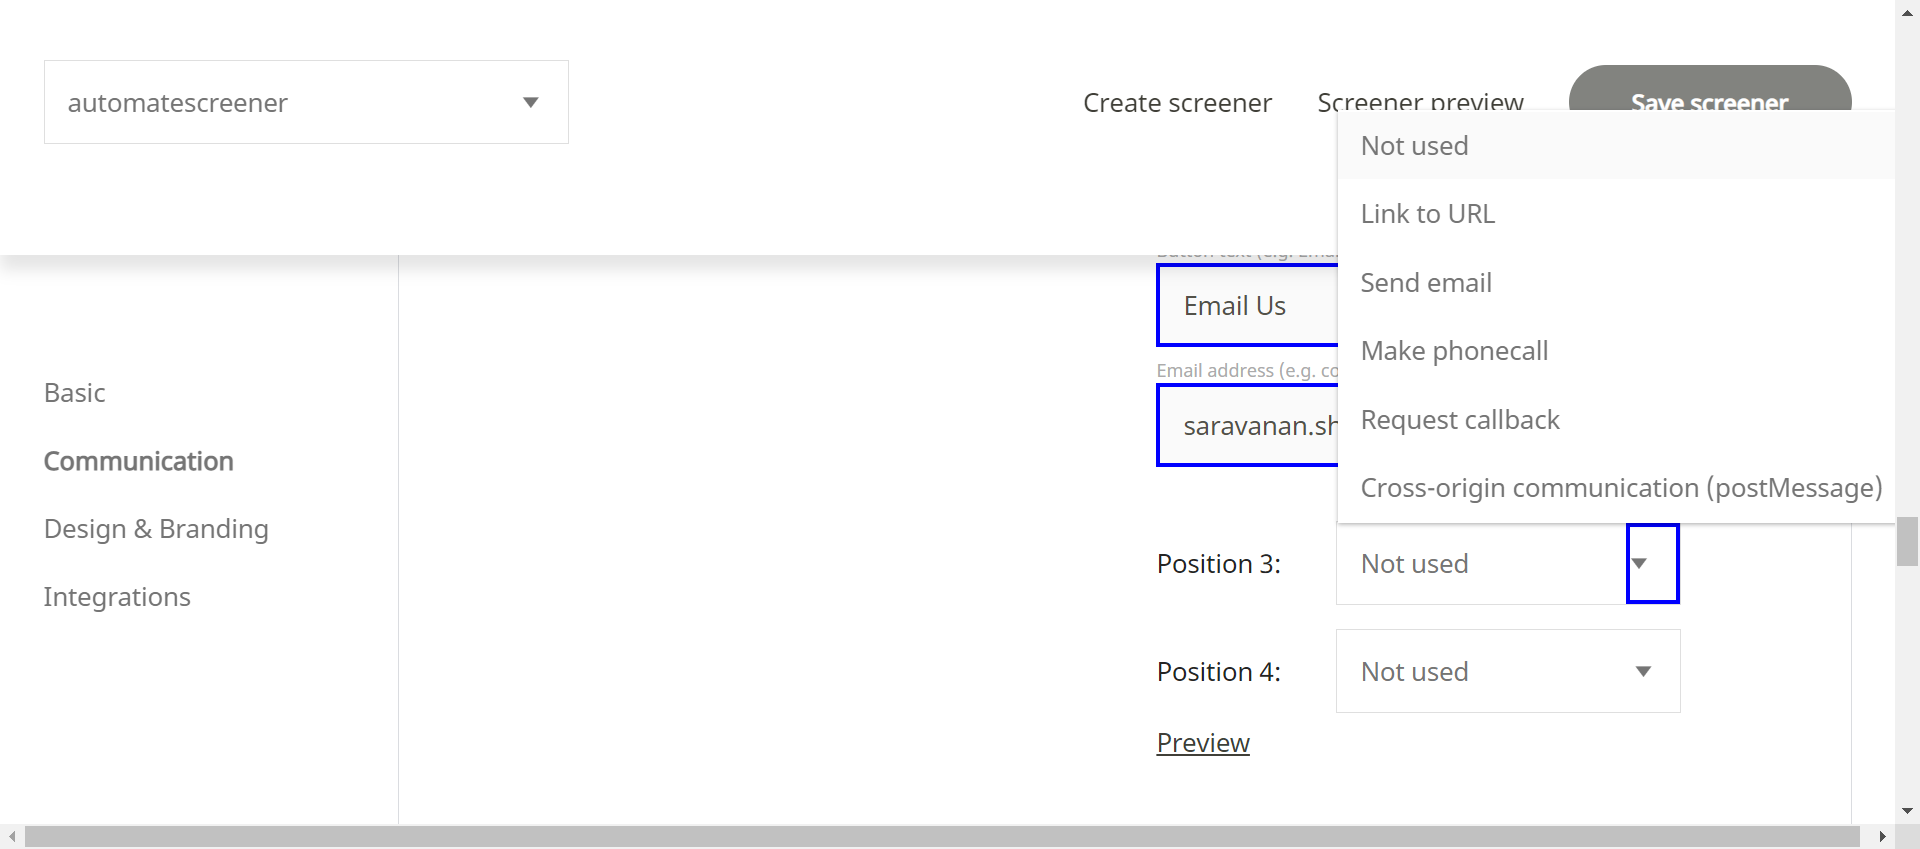 automatescreener
Create screener
Screener preview
Save screener
Not used
Link to URL
Send email
Make phonecall
Request callback
Cross-origin communication (postMessage)
Basic
Communication
Design & Branding
Integrations
Email Us
Email address (e.g. co
saravanan.sh
Position 3:
Not used
Position 4:
Not used
Preview